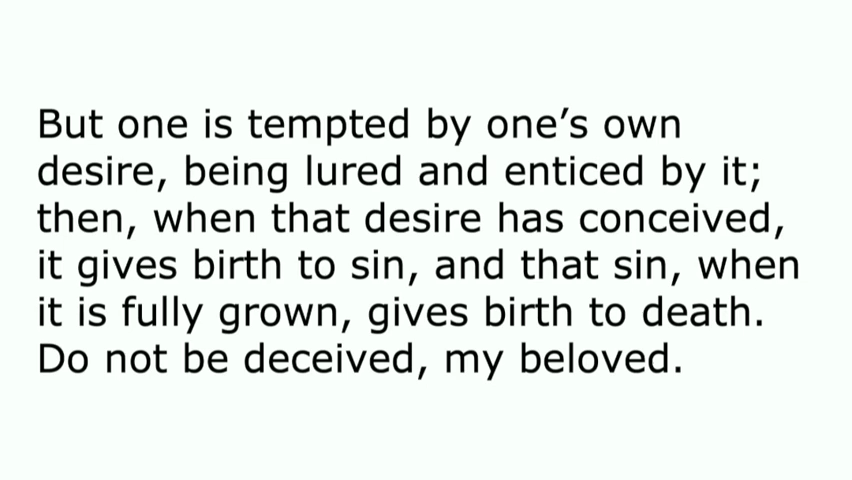 But one is tempted by one’s own
desire, being lured and enticed by it;
then, when that desire has conceived,
it gives birth to sin, and that sin, when
it is fully grown, gives birth to death.
Do not be deceived, my beloved.